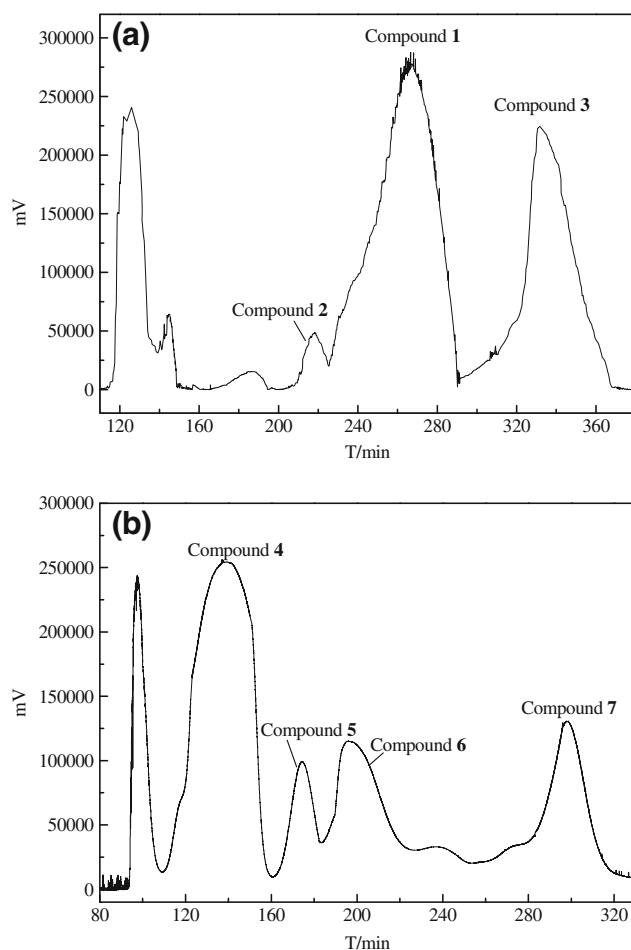 (a)
Compound 1
Compound 3
Compound 2
300000
250000
200000
150000
100000
50000
0
mV
120 160 200 240 280 320 360
T/min
(b)
Compound 4
Compound 7
Compound 5
Compound 6
300000
250000
200000
150000
100000
50000
0
mV
80 120 160 200 240 280 320
T/min